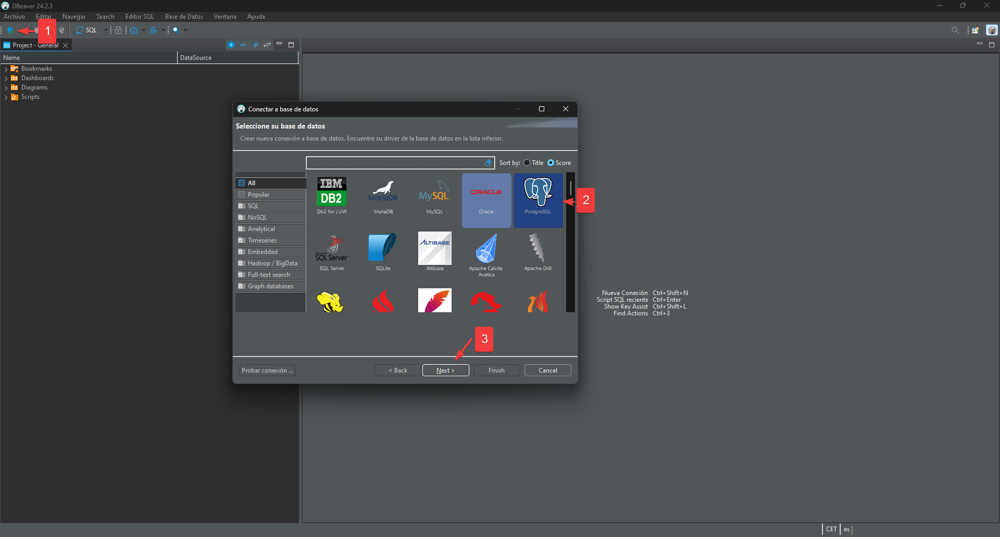 DBeaver 24.2.3
Archivo Editar Navegar Search Editor SQL Base de Datos Ventana Ayuda
1
SQL
Project - General
Name DataSource
Bookmarks
Dashboards
Diagrams
Scripts
Conectar a base de datos
Seleccione su base de datos
Crear nueva conexión a base de datos. Encuentre su driver de la base de datos en la lista inferior.
Sort by: Title Score
All
Popular
SQL
NoSQL
Analytical
Timeseries
Embedded
Hadoop / BigData
Full-text search
Graph databases
IBM
DB2
MariaDB
MySQL
ORACLE
Db2 for LUW MariaDB MySQL Oracle PostgreSQL
2
Microsoft
SQL Server
ALTIBASE
SQL Server SQLite Altibase Apache Calcite Apache Drill
Avatica
3
Probar conexión ... < Back Next > Finish Cancel
Nueva Conexión Ctrl+Shift+N
Script SQL reciente Ctrl+Enter
Show Key Assist Ctrl+Shift+L
Find Actions Ctrl+3
CET es